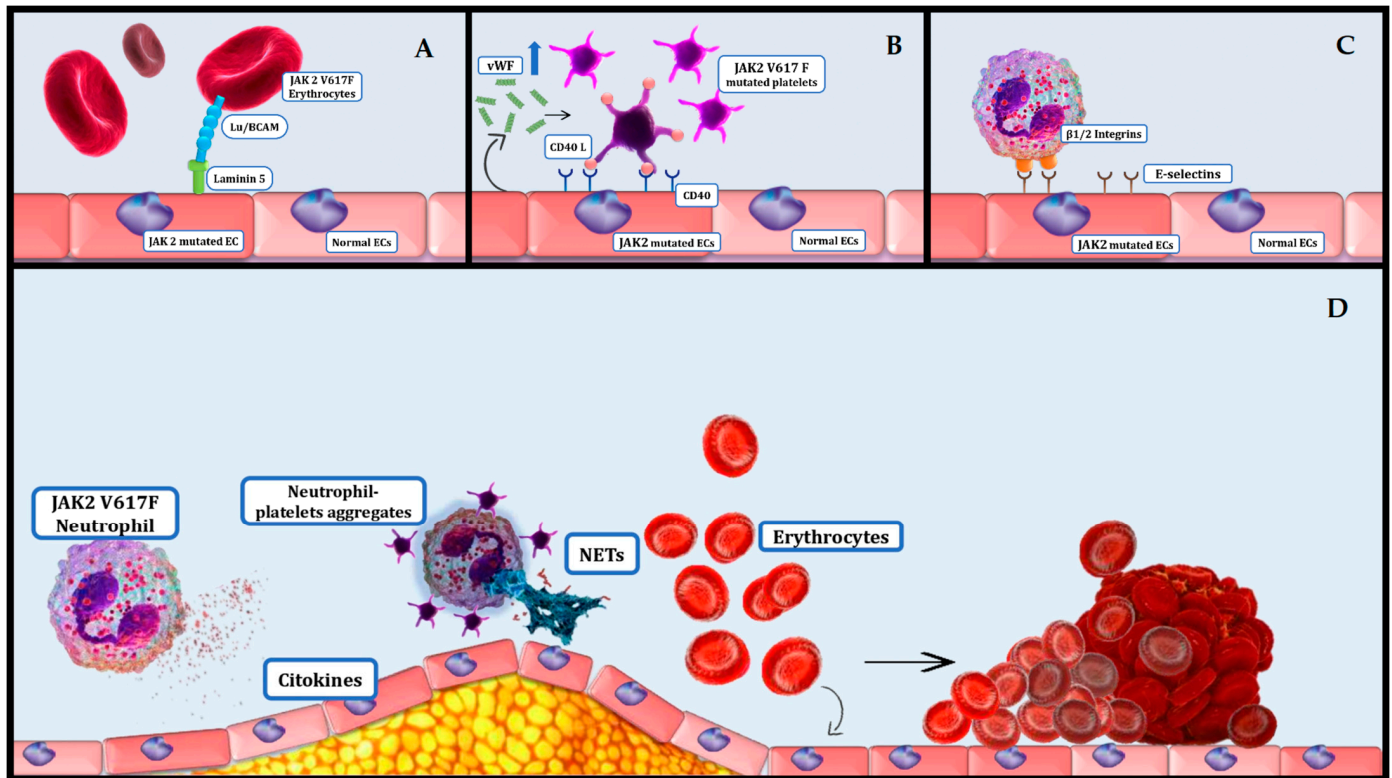 A
JAK 2 V617F
Erythrocytes
Lu/BCAM
Laminin 5
JAK 2 mutated EC
Normal ECs
B
vWF
JAK2 V617 F
mutated platelets
CD40 L
CD40
JAK2 mutated ECs
Normal ECs
C
β1/2 Integrins
E-selectins
JAK2 mutated ECs
Normal ECs
D
JAK2 V617F
Neutrophil
Neutrophil-
platelets aggregates
NETs
Erythrocytes
Citokines